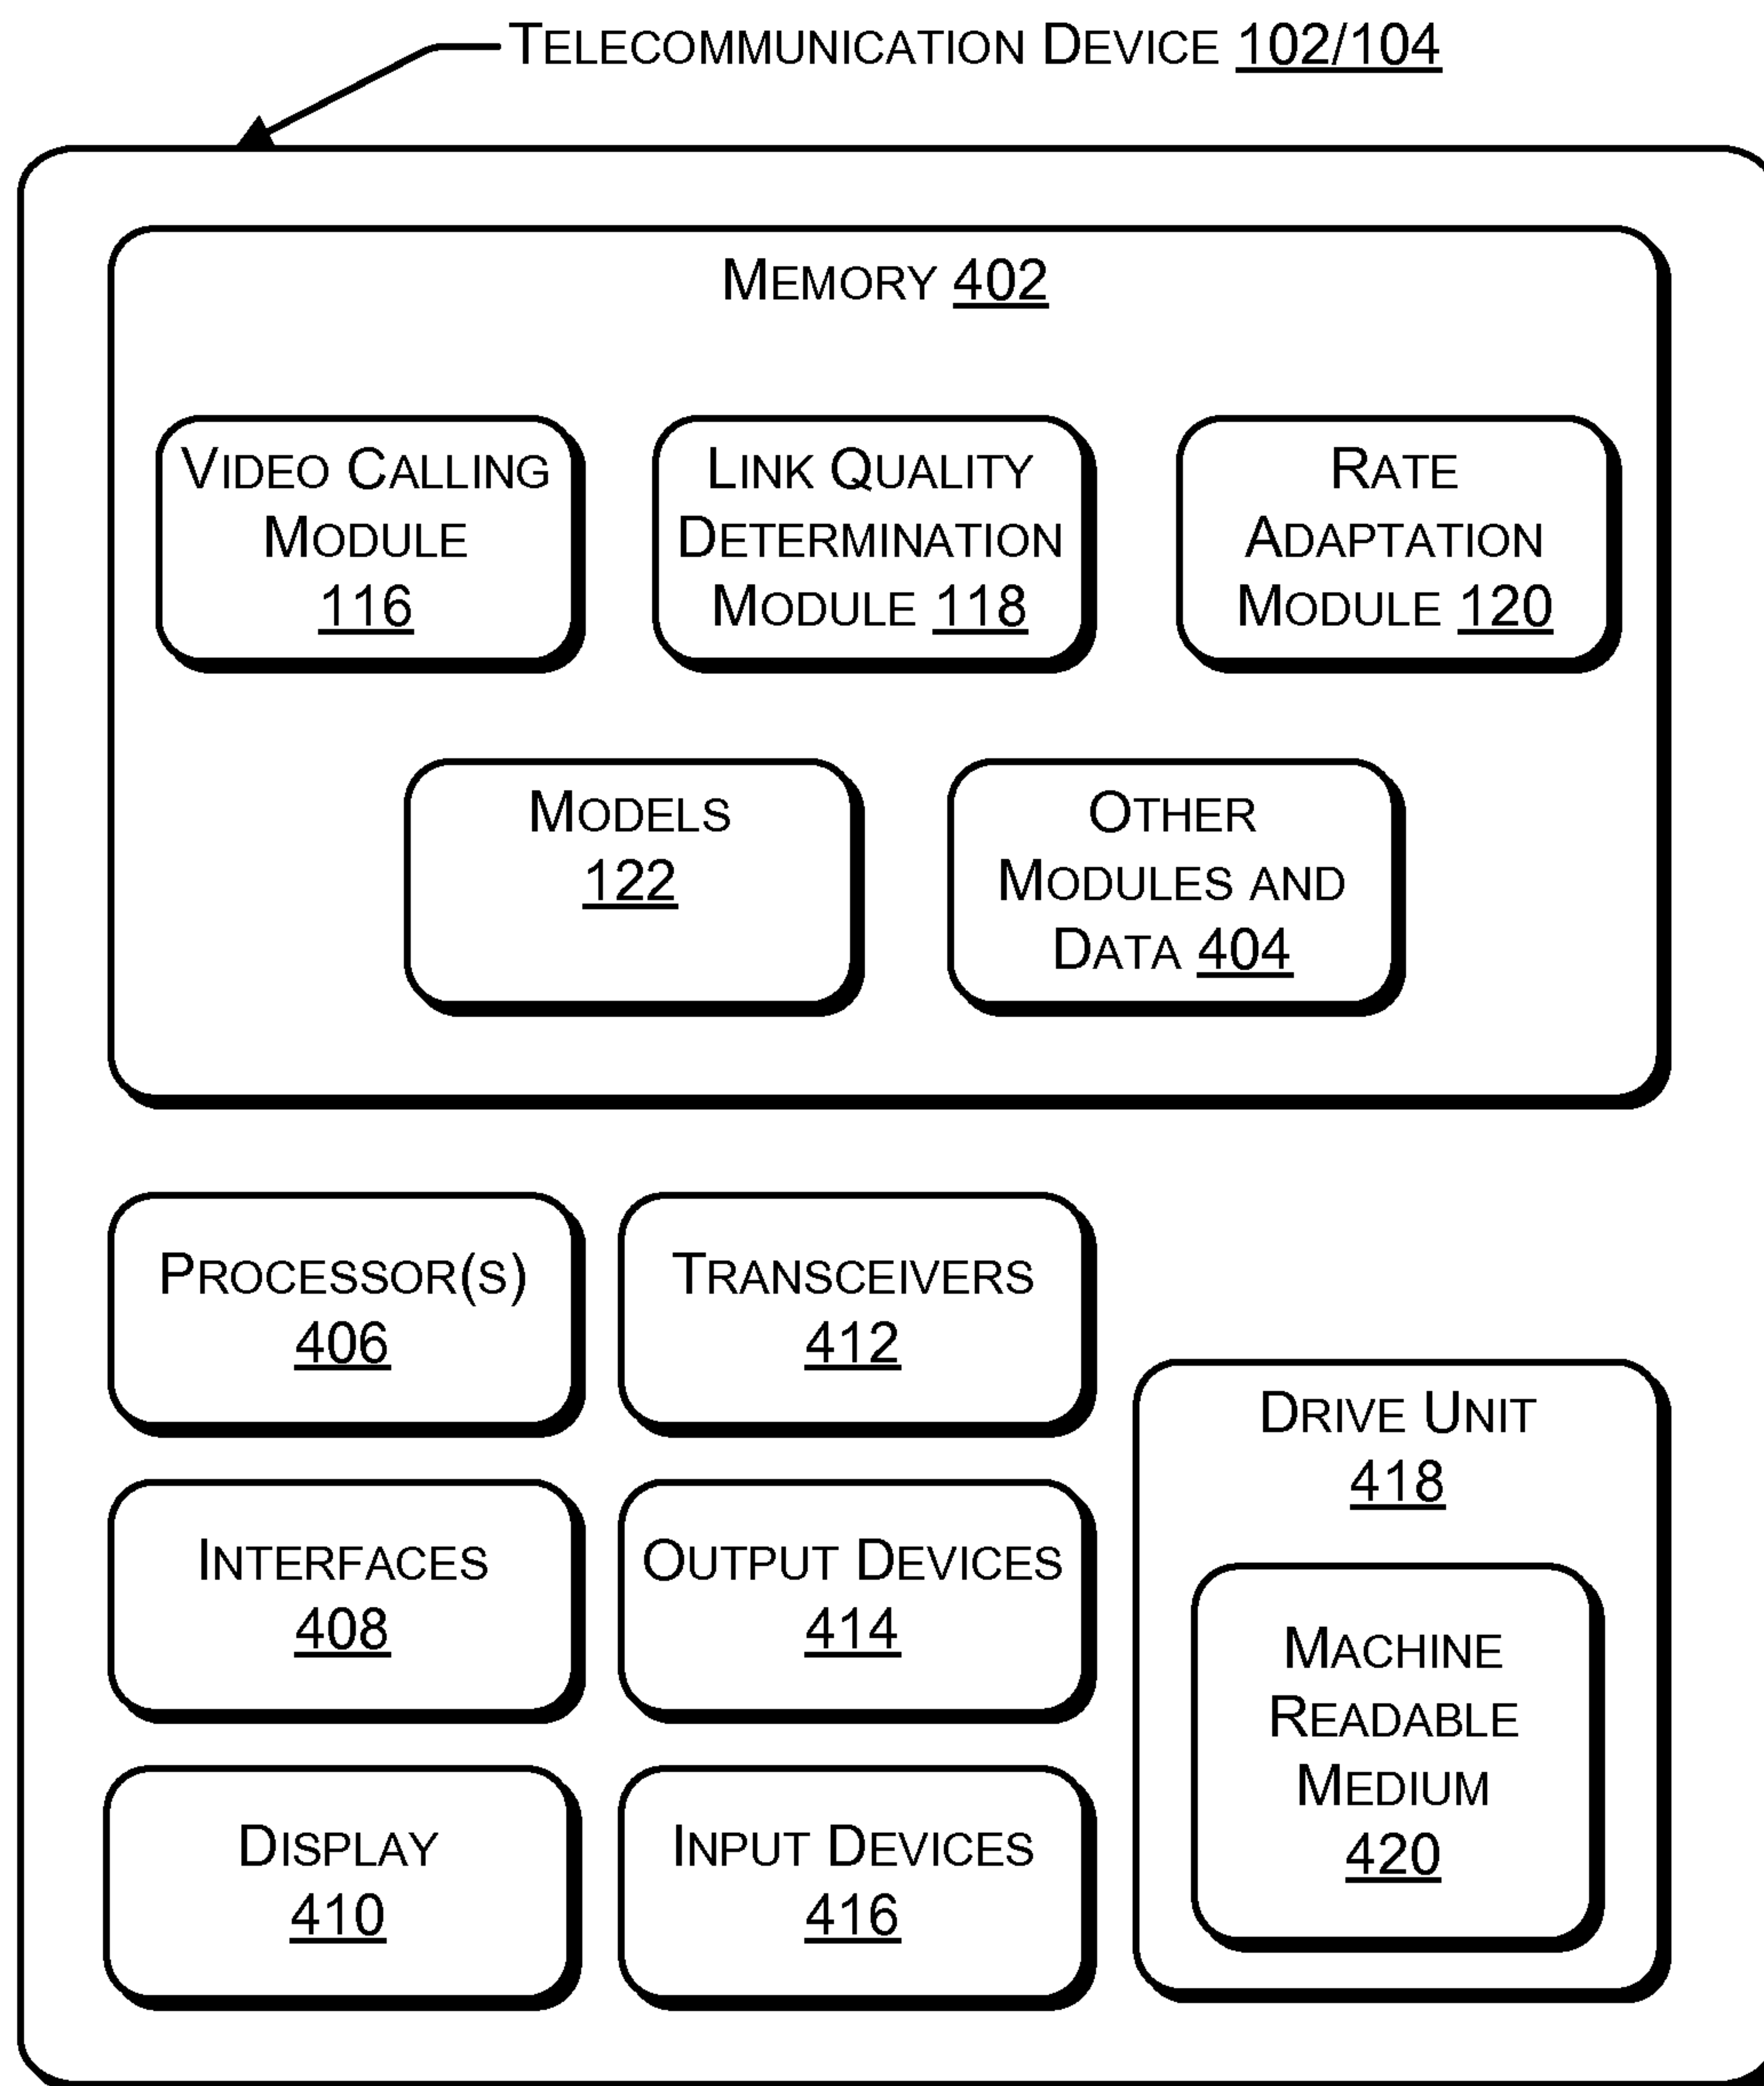 TELECOMMUNICATION DEVICE 102/104
MEMORY 402
VIDEO CALLING
MODULE
116
LINK QUALITY
DETERMINATION
MODULE 118
RATE
ADAPTATION
MODULE 120
MODELS
122
OTHER
MODULES AND
DATA 404
PROCESSOR(S)
406
TRANSCEIVERS
412
INTERFACES
408
OUTPUT DEVICES
414
DISPLAY
410
INPUT DEVICES
416
DRIVE UNIT
418
MACHINE
READABLE
MEDIUM
420